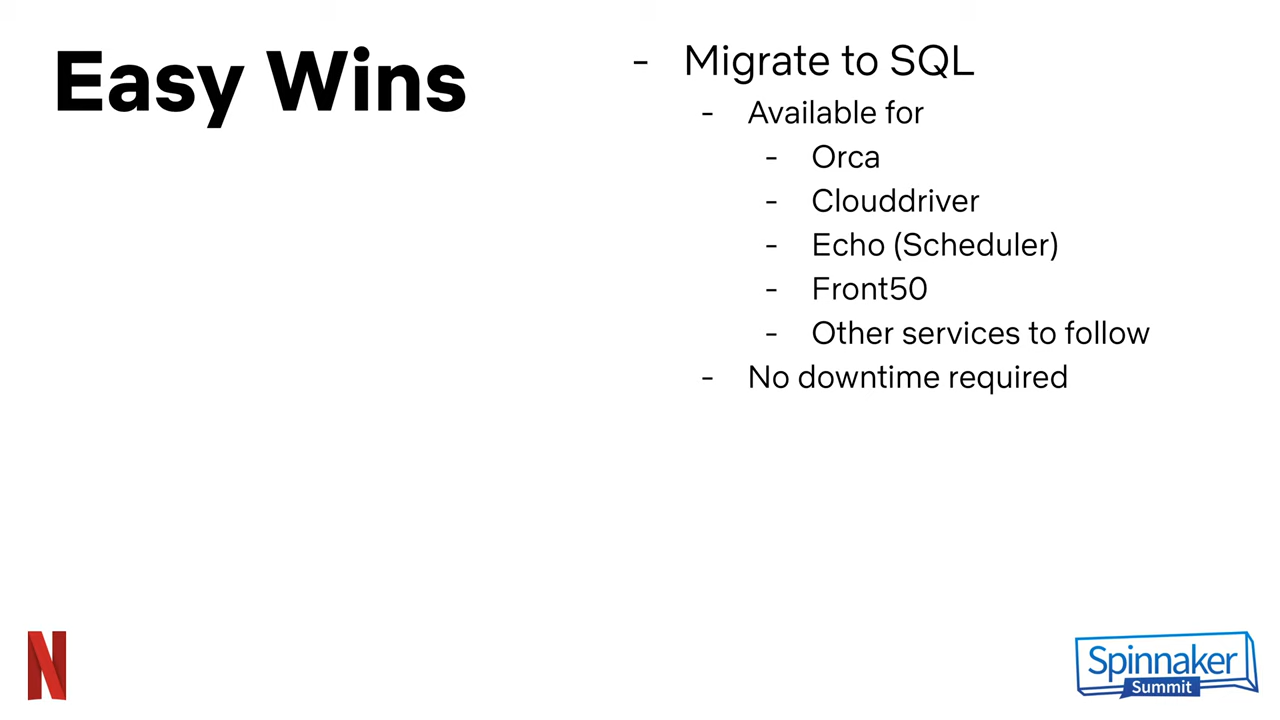 Easy Wins
- Migrate to SQL
- Available for
- Orca
- Clouddriver
- Echo (Scheduler)
- Front50
- Other services to follow
- No downtime required
N
Spinnaker
Summit